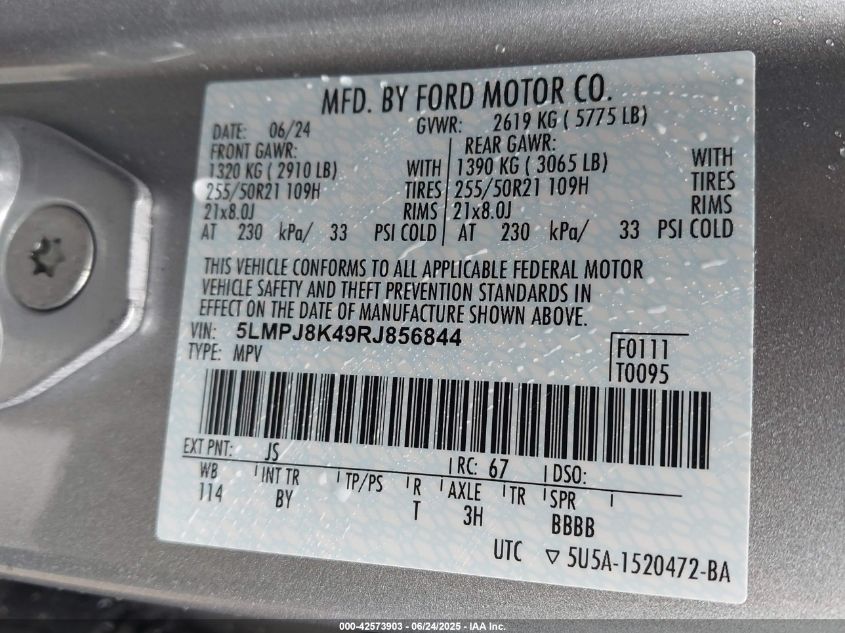 MFD. BY FORD MOTOR CO.
DATE: 06/24 GVWR: 2619 KG ( 5775 LB)
FRONT GAWR: REAR GAWR:
1320 KG ( 2910 LB) WITH 1390 KG ( 3065 LB) WITH
255/50R21 109H TIRES 255/50R21 109H TIRES
21x8.0J RIMS 21x8.0J RIMS
AT 230 kPa/ 33 PSI COLD AT 230 kPa/ 33 PSI COLD
THIS VEHICLE CONFORMS TO ALL APPLICABLE FEDERAL MOTOR
VEHICLE SAFETY AND THEFT PREVENTION STANDARDS IN
EFFECT ON THE DATE OF MANUFACTURE SHOWN ABOVE.
VIN: 5LMPJ8K49RJ856844
TYPE: MPV
F0111
T0095
EXT PNT: JS RC: 67 DSO:
WB INT TR TP/PS R AXLE TR SPR
114 BY T 3H BBBB
UTC ▽ 5U5A-1520472-BA
000-42573903 - 06/24/2025 - IAA Inc.